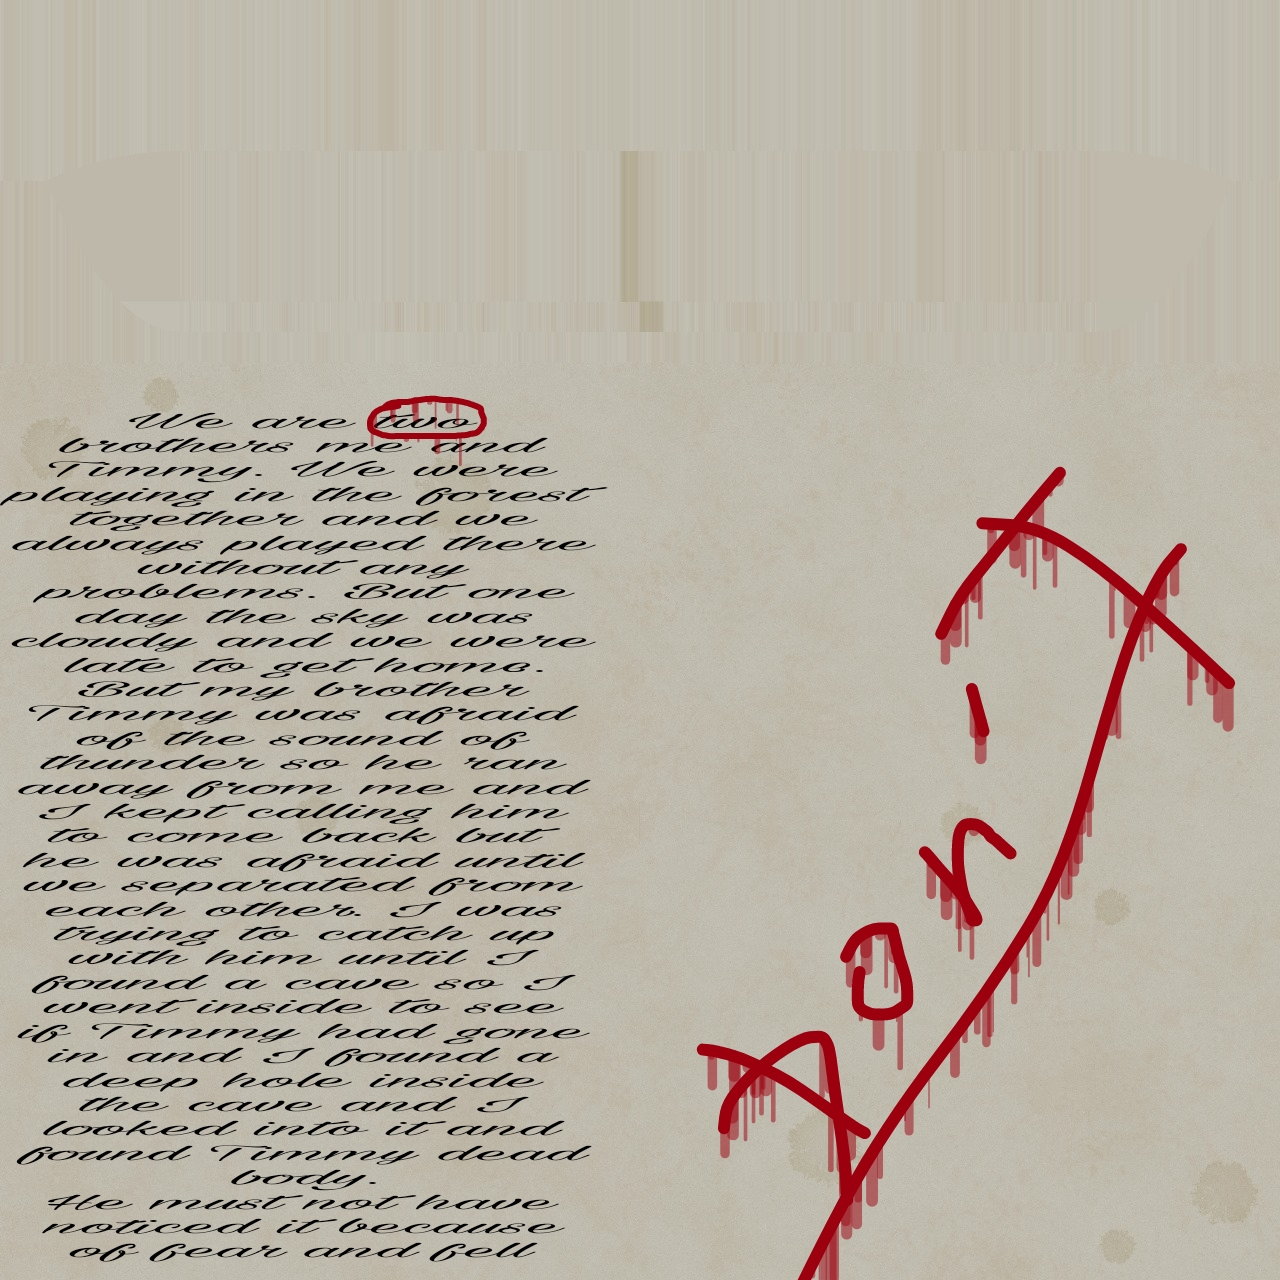 We are two
brothers me and
Timmy. We were
playing in the forest
together and we
always played there
without any
problems. But one
day the sky was
cloudy and we were
late to get home.
But my brother
Timmy was afraid
of the sound of
thunder so he ran
away from me and
I kept calling him
to come back but
he was afraid until
we separated from
each other. I was
trying to catch up
with him until I
found a cave so I
went inside to see
if Timmy had gone
in and I found a
deep hole inside
the cave and I
looked into it and
found Timmy dead
body.
He must not have
noticed it because
of fear and fell